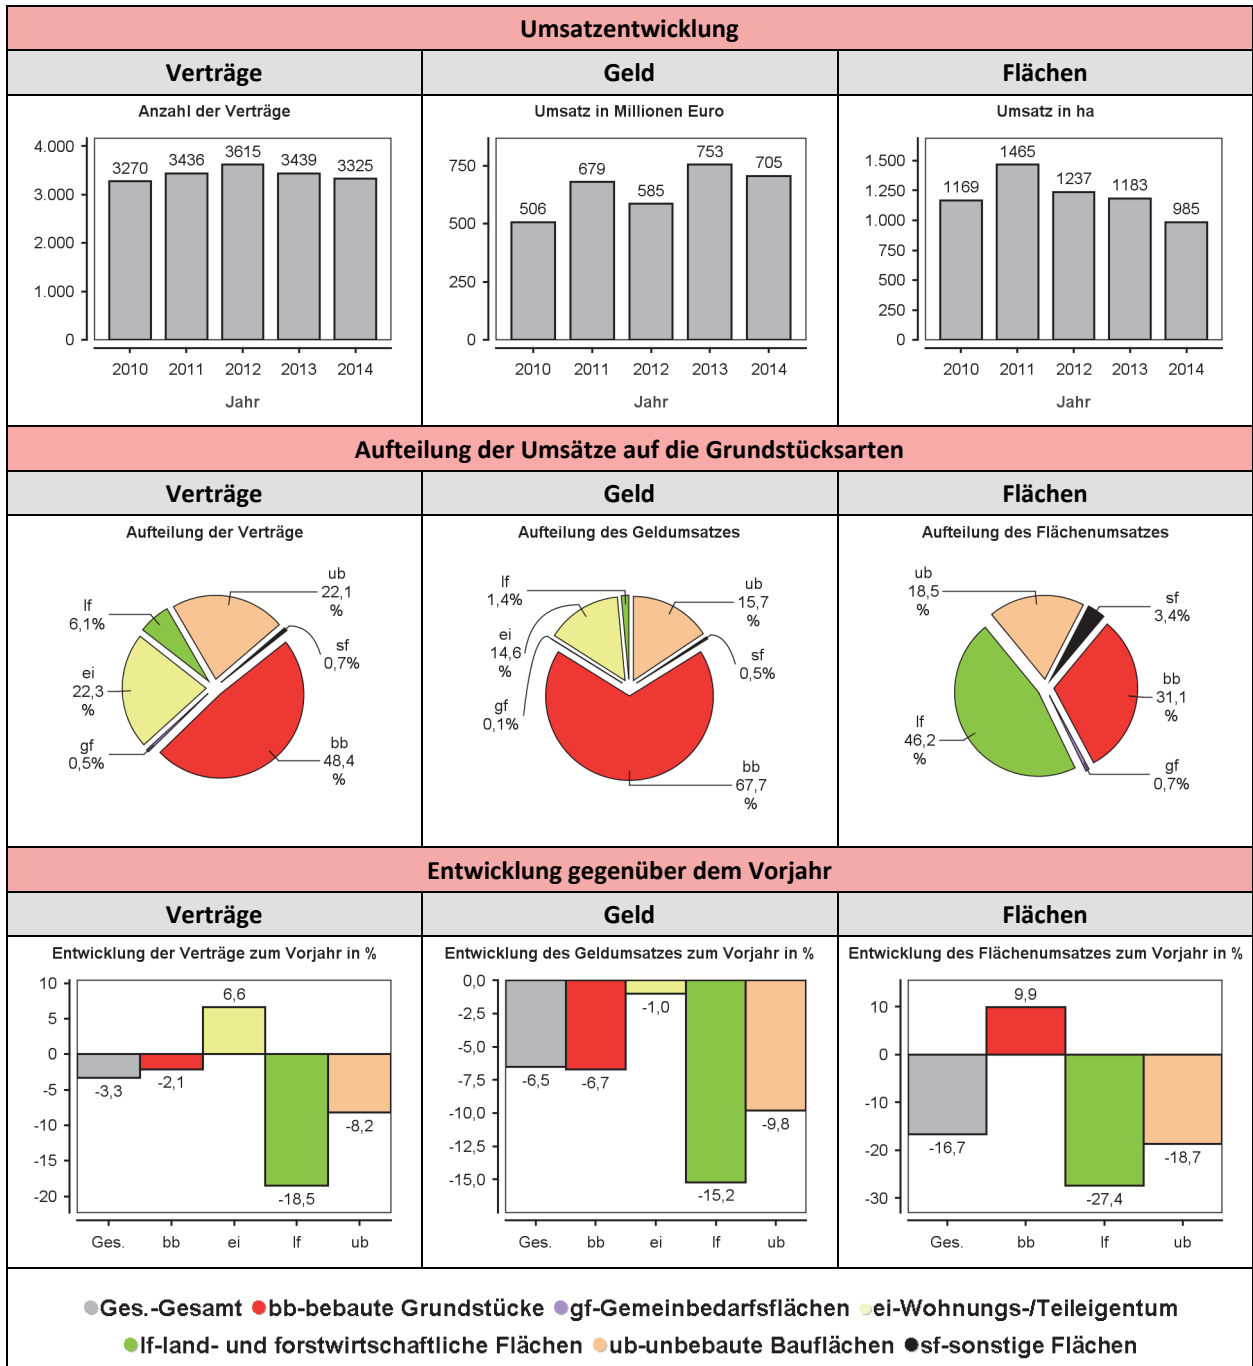 Umsatzentwicklung
Verträge
Geld
Flächen
Anzahl der Verträge
4.000
3.000
2.000
1.000
0
3270
3436
3615
3439
3325
2010 2011 2012 2013 2014
Jahr
Umsatz in Millionen Euro
750
500
250
0
506
679
585
753
705
2010 2011 2012 2013 2014
Jahr
Umsatz in ha
1.500
1.250
1.000
750
500
250
0
1169
1465
1237
1183
985
2010 2011 2012 2013 2014
Jahr
Aufteilung der Umsätze auf die Grundstücksarten
Verträge
Geld
Flächen
Aufteilung der Verträge
ub
22,1
%
lf
6,1%
sf
0,7%
ei
22,3
%
gf
0,5%
bb
48,4
%
Aufteilung des Geldumsatzes
lf
1,4%
ub
15,7
%
ei
14,6
%
sf
0,5%
gf
0,1%
bb
67,7
%
Aufteilung des Flächenumsatzes
ub
18,5
%
sf
3,4%
bb
31,1
%
lf
46,2
%
gf
0,7%
Entwicklung gegenüber dem Vorjahr
Verträge
Geld
Flächen
Entwicklung der Verträge zum Vorjahr in %
10
5
0
-5
-10
-15
-20
-3,3
-2,1
6,6
-18,5
-8,2
Ges. bb ei lf ub
Entwicklung des Geldumsatzes zum Vorjahr in %
0,0
-2,5
-5,0
-7,5
-10,0
-12,5
-15,0
-6,5
-6,7
-1,0
-15,2
-9,8
Ges. bb ei lf ub
Entwicklung des Flächenumsatzes zum Vorjahr in %
10
0
-10
-20
-30
-16,7
9,9
-27,4
-18,7
Ges. bb lf ub
Ges.-Gesamt bb-bebaute Grundstücke gf-Gemeinbedarfsflächen ei-Wohnungs-/Teileigentum
lf-land- und forstwirtschaftliche Flächen ub-unbebaute Bauflächen sf-sonstige Flächen